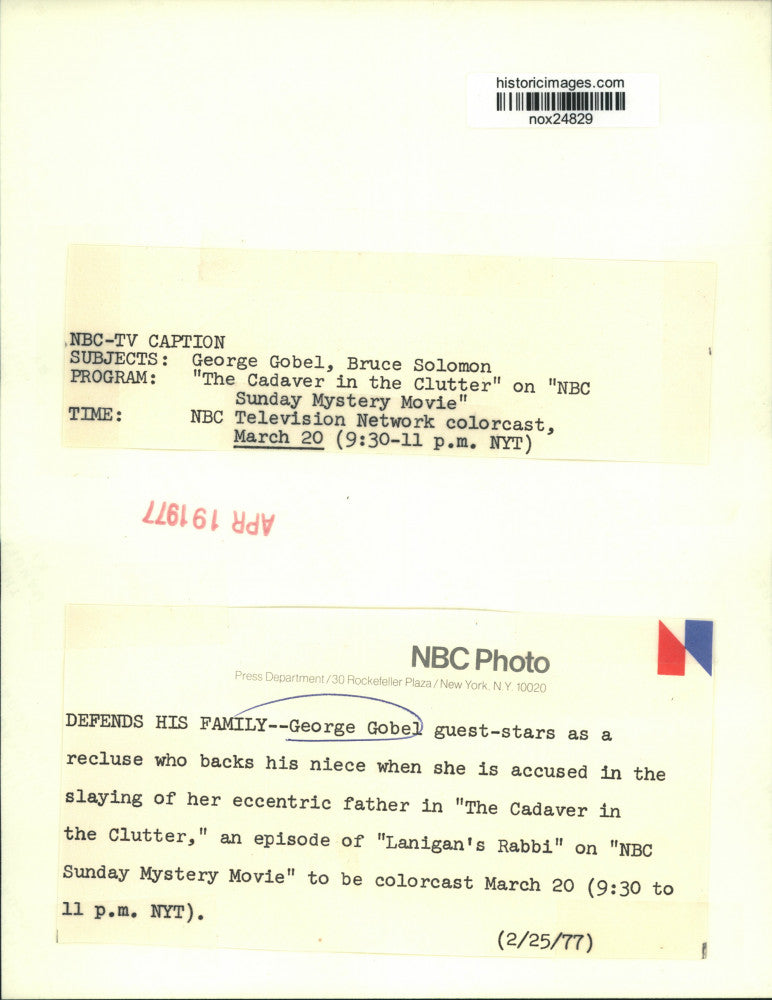 historicimages.com
nox24829
NBC-TV CAPTION
SUBJECTS: George Gobel, Bruce Solomon
PROGRAM: "The Cadaver in the Clutter" on "NBC
Sunday Mystery Movie"
TIME: NBC Television Network colorcast,
March 20 (9:30-11 p.m. NYT)
APR 19 1977
NBC Photo
Press Department/30 Rockefeller Plaza/New York. N.Y. 10020
DEFENDS HIS FAMILY--George Gobel guest-stars as a
recluse who backs his niece when she is accused in the
slaying of her eccentric father in "The Cadaver in
the Clutter," an episode of "Lanigan's Rabbi" on "NBC
Sunday Mystery Movie" to be colorcast March 20 (9:30 to
11 p.m. NYT).
(2/25/77)